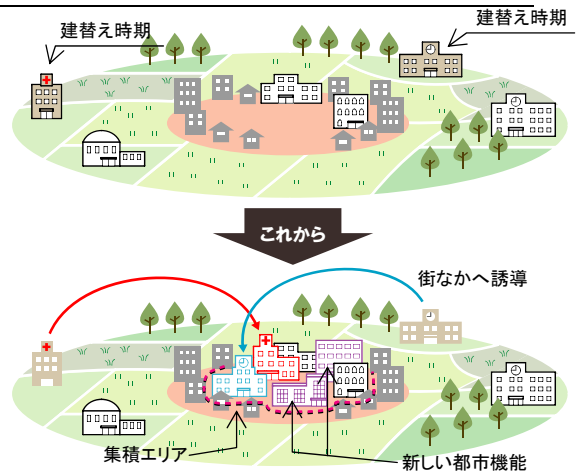 建替え時期
建替え時期
これから
街なかへ誘導
集積エリア
新しい都市機能